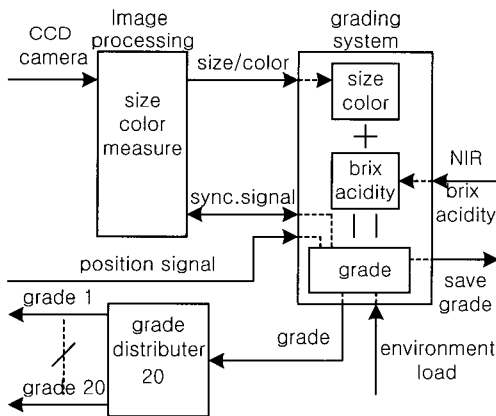 Image
processing
grading
system
CCD
camera
size/color
size
color
measure
size
color
+
NIR
brix
acidity
brix
acidity
sync.signal
position signal
grade
save
grade
grade 1
grade
distributer
20
grade
environment
load
grade 20